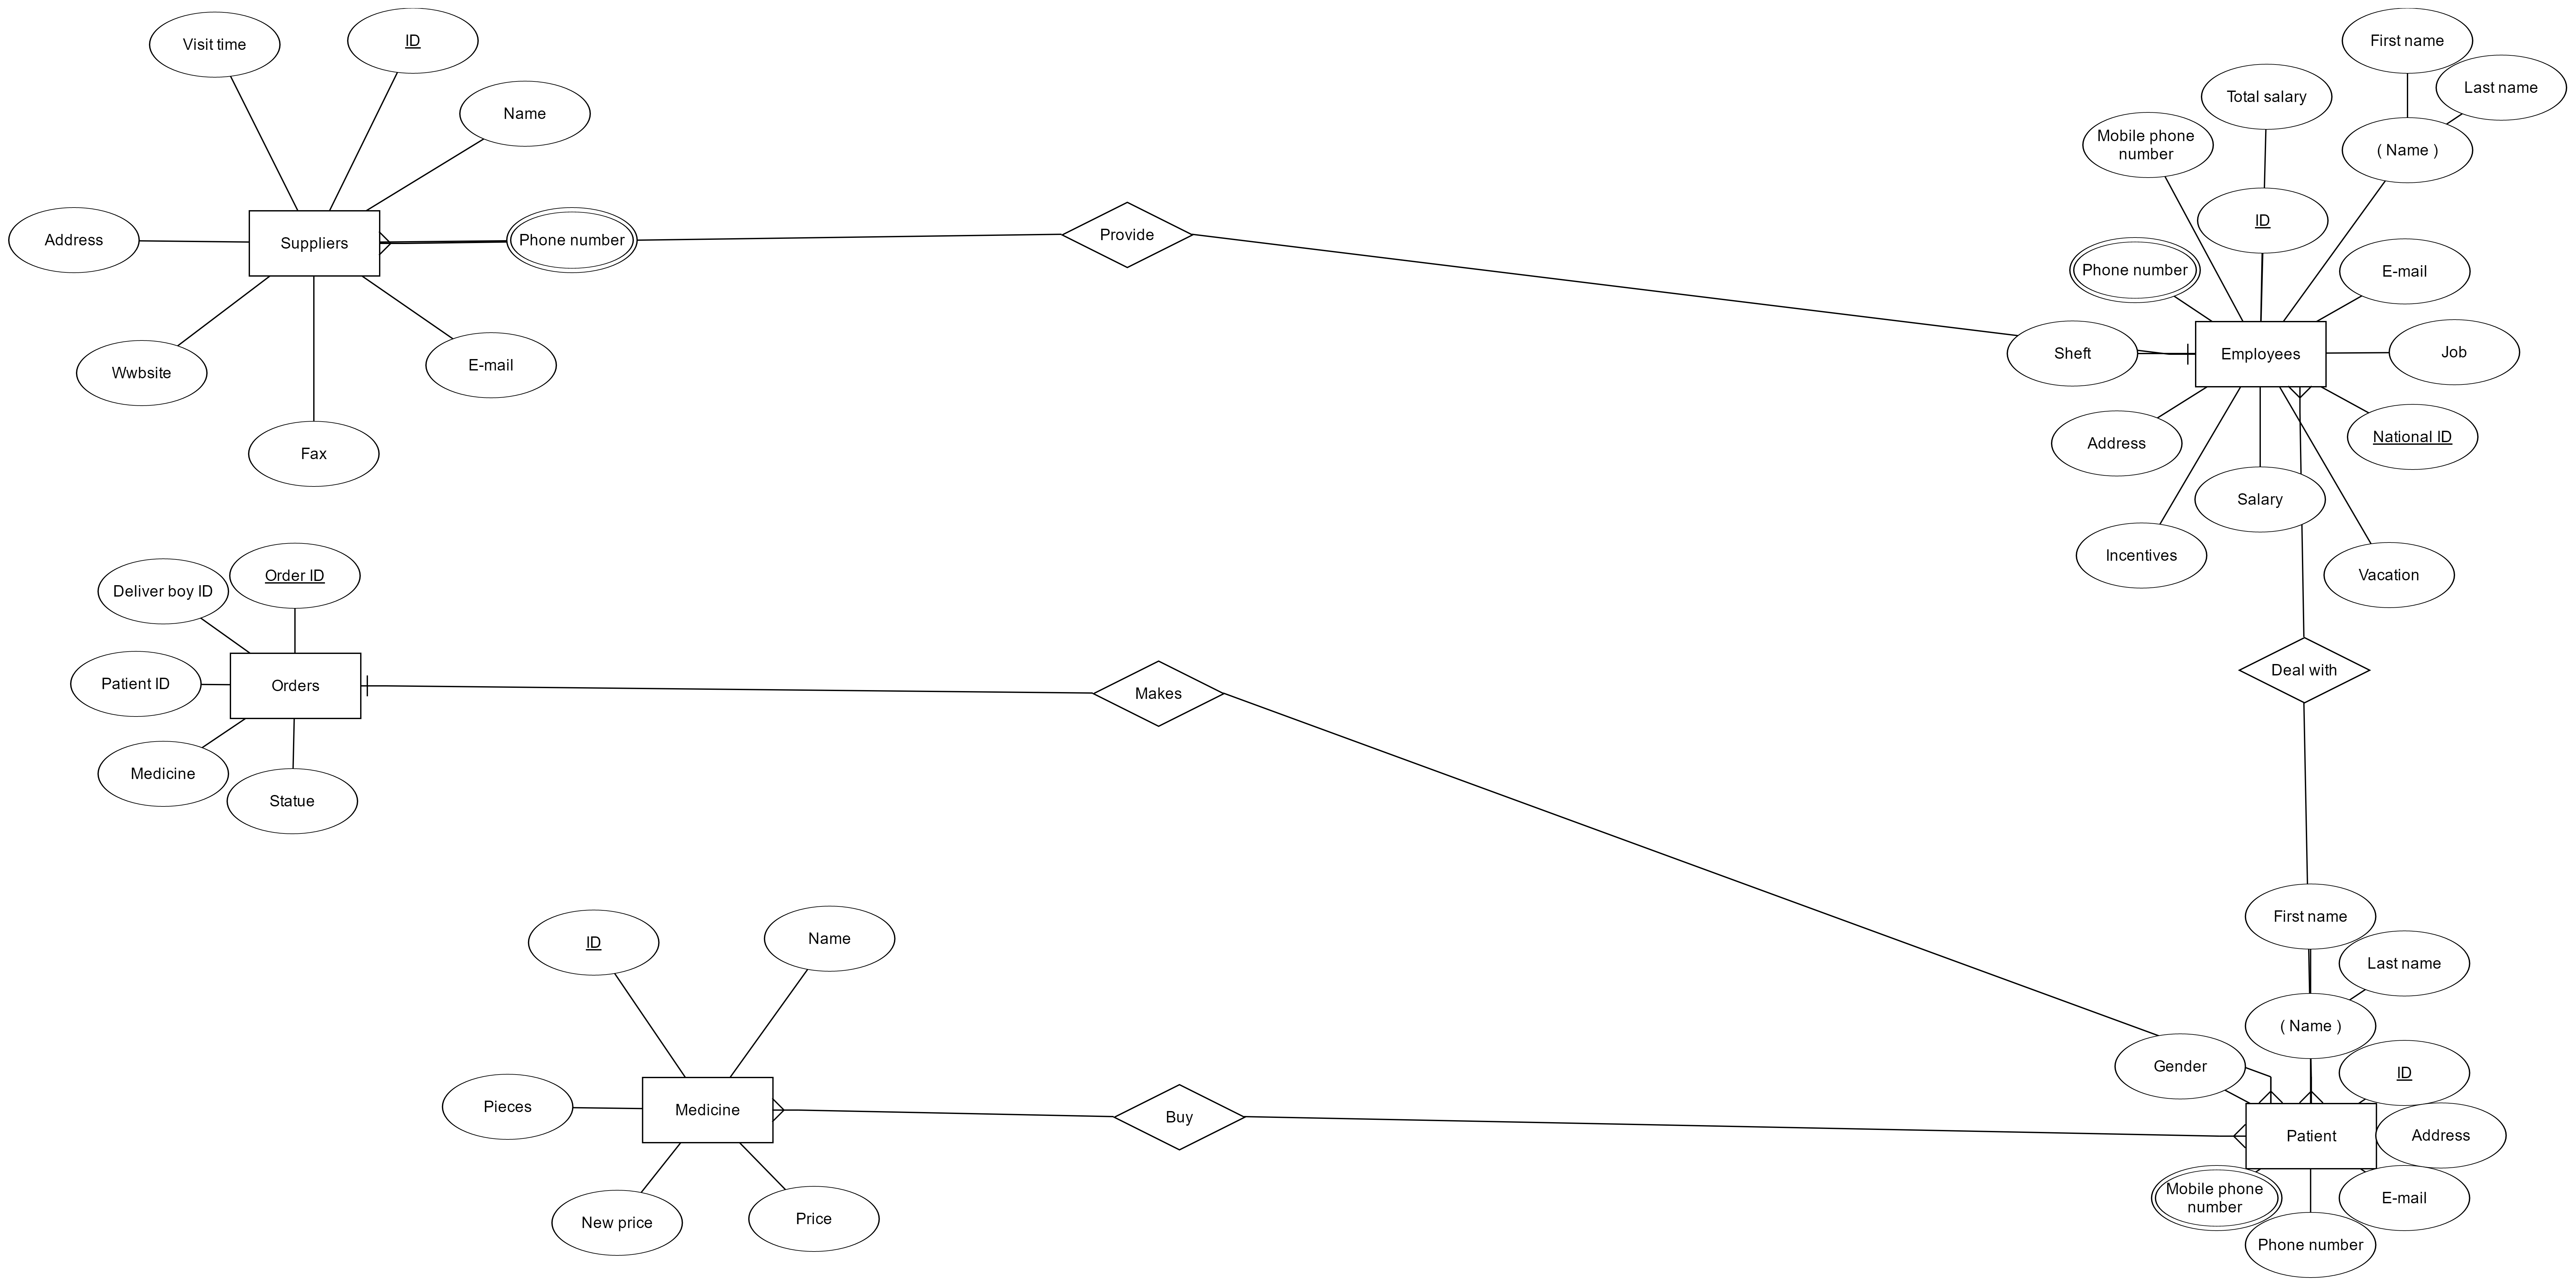 Visit time
ID
Name
Address
Suppliers
Phone number
Wwbsite
E-mail
Fax
Provide
First name
Last name
Total salary
Mobile phone
number
( Name )
ID
Phone number
E-mail
Sheft
Employees
Job
Address
National ID
Salary
Incentives
Vacation
Deliver boy ID
Order ID
Patient ID
Orders
Medicine
Statue
Makes
Deal with
ID
Name
Pieces
Medicine
New price
Price
Buy
First name
Last name
( Name )
Gender
ID
Patient
Address
Mobile phone
number
E-mail
Phone number